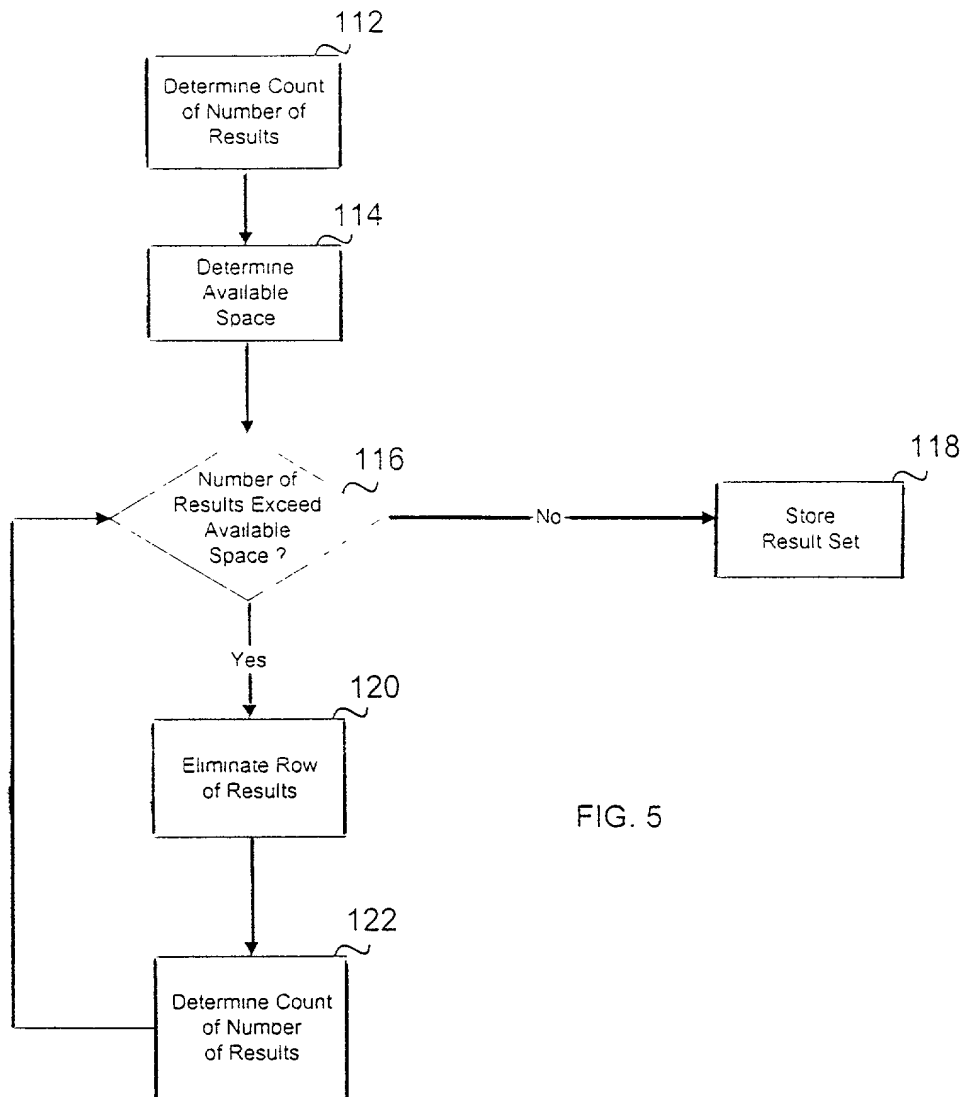 112
Determine Count
of Number of
Results
114
Determine
Available
Space
116
Number of
Results Exceed
Available
Space ?
No
118
Store
Result Set
Yes
120
Eliminate Row
of Results
FIG. 5
122
Determine Count
of Number
of Results